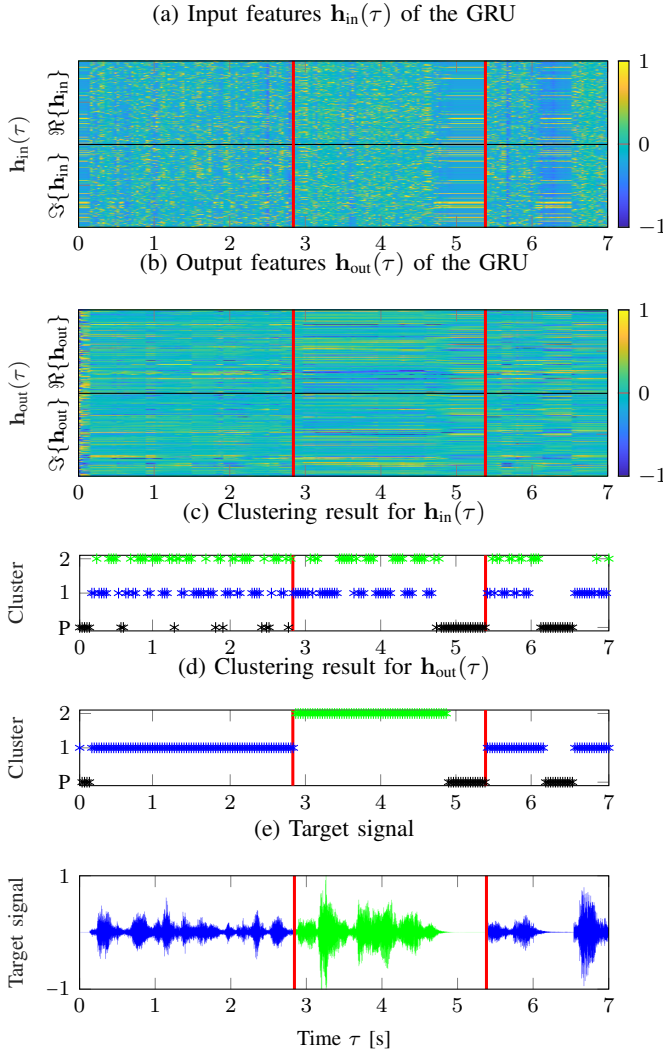 (a) Input features h_in(τ) of the GRU
h_in(τ)
ℜ{h_in}
ℑ{h_in}
1
0
−1
0 1 2 3 4 5 6 7
(b) Output features h_out(τ) of the GRU
h_out(τ)
ℜ{h_out}
ℑ{h_out}
1
0
−1
0 1 2 3 4 5 6 7
(c) Clustering result for h_in(τ)
Cluster
2
1
P
0 1 2 3 4 5 6 7
(d) Clustering result for h_out(τ)
Cluster
2
1
P
0 1 2 3 4 5 6 7
(e) Target signal
Target signal
1
−1
0 1 2 3 4 5 6 7
Time τ [s]